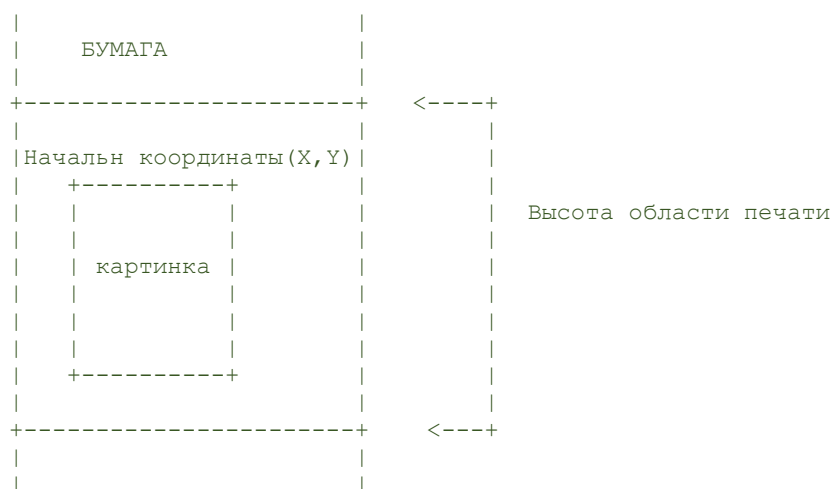 БУМАГА
Начальн координаты(X,Y)
Высота области печати
картинка